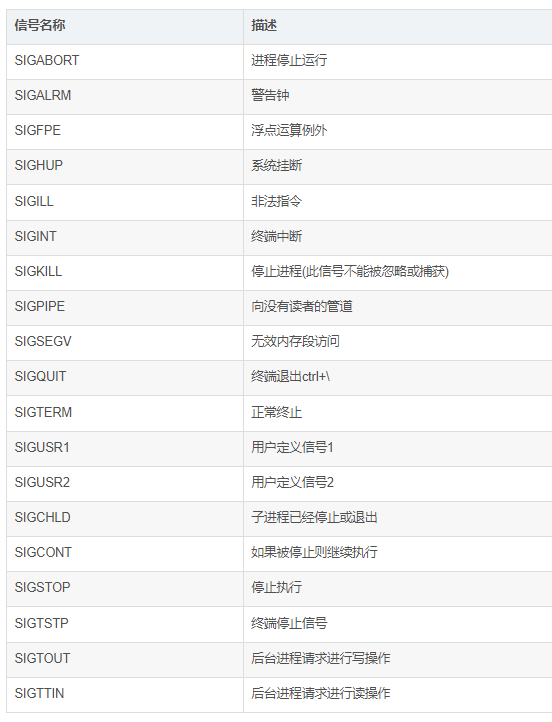 信号名称 描述
SIGABORT 进程停止运行
SIGALRM 警告钟
SIGFPE 浮点运算例外
SIGHUP 系统挂断
SIGILL 非法指令
SIGINT 终端中断
SIGKILL 停止进程(此信号不能被忽略或捕获)
SIGPIPE 向没有读者的管道
SIGSEGV 无效内存段访问
SIGQUIT 终端退出ctrl+\
SIGTERM 正常终止
SIGUSR1 用户定义信号1
SIGUSR2 用户定义信号2
SIGCHLD 子进程已经停止或退出
SIGCONT 如果被停止则继续执行
SIGSTOP 停止执行
SIGTSTP 终端停止信号
SIGTOUT 后台进程请求进行写操作
SIGTTIN 后台进程请求进行读操作